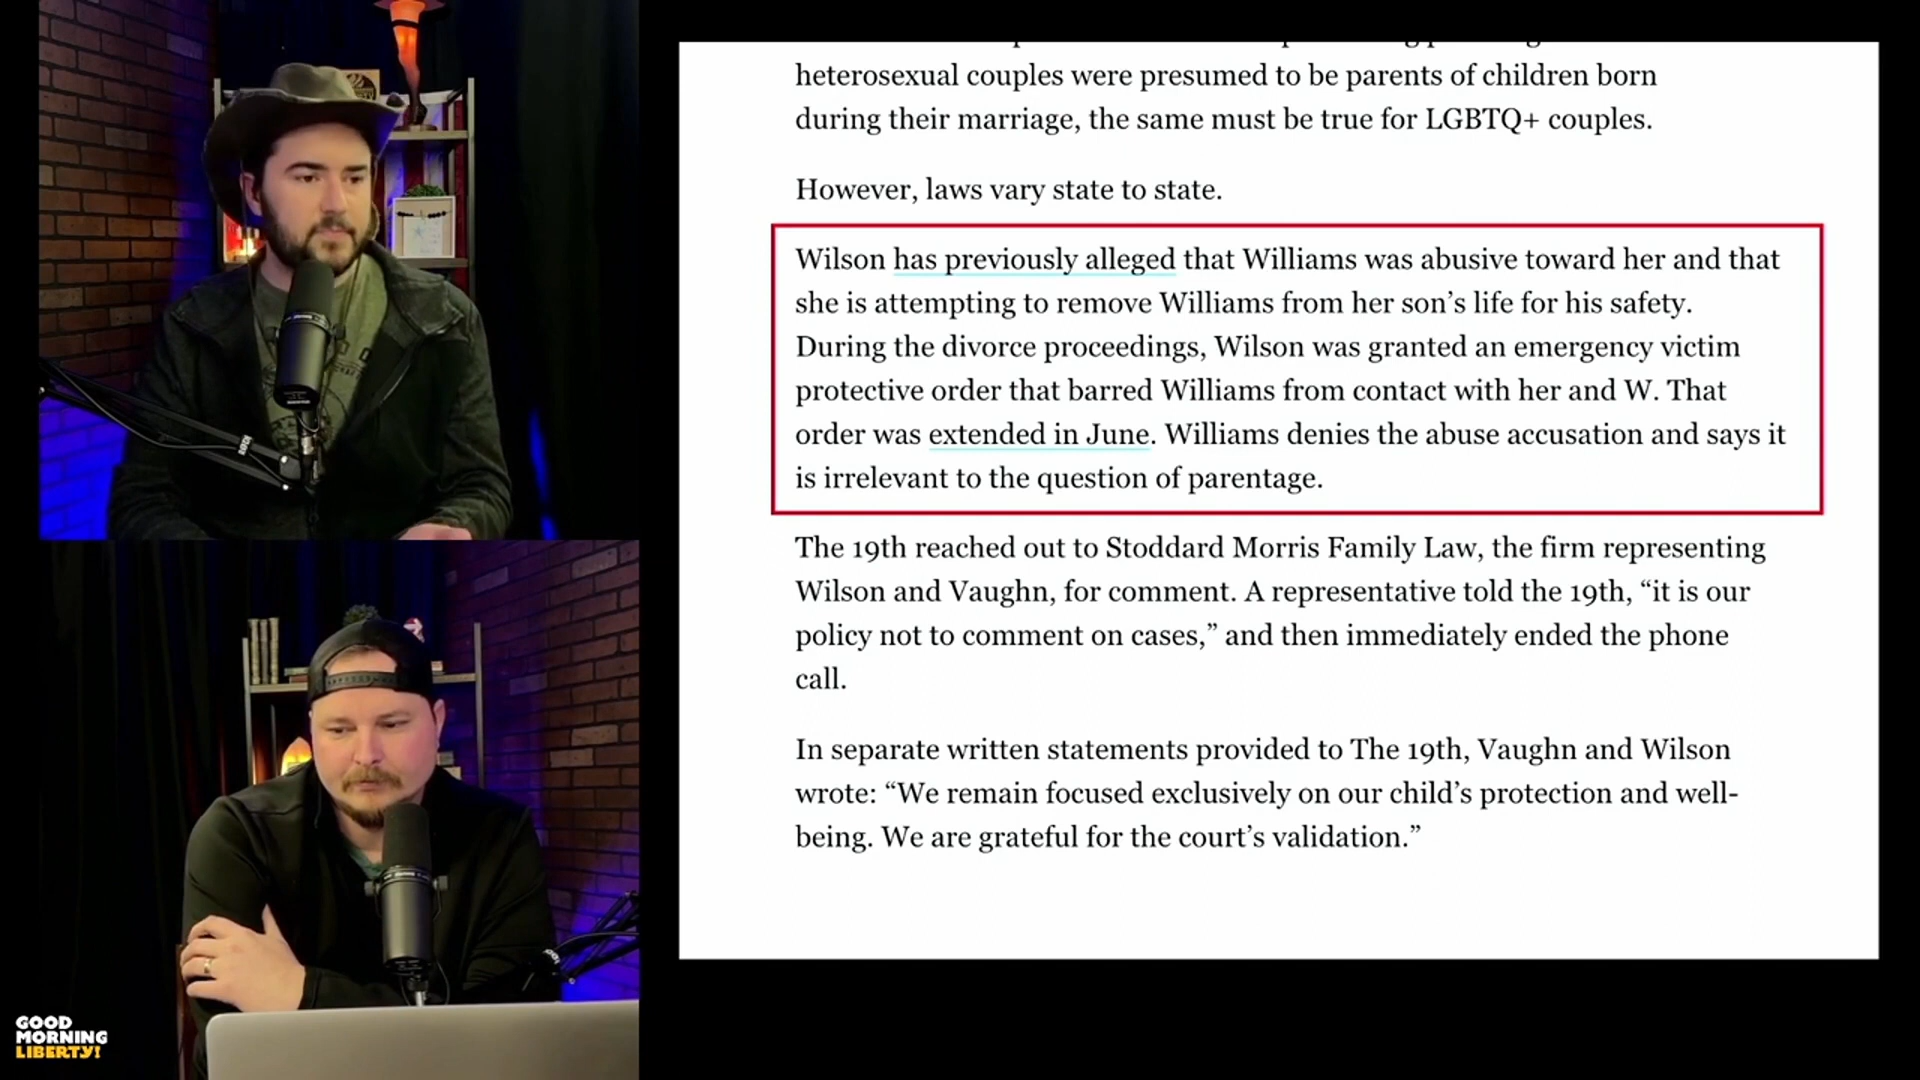 heterosexual couples were presumed to be parents of children born
during their marriage, the same must be true for LGBTQ+ couples.
However, laws vary state to state.
Wilson has previously alleged that Williams was abusive toward her and that
she is attempting to remove Williams from her son’s life for his safety.
During the divorce proceedings, Wilson was granted an emergency victim
protective order that barred Williams from contact with her and W. That
order was extended in June. Williams denies the abuse accusation and says it
is irrelevant to the question of parentage.
The 19th reached out to Stoddard Morris Family Law, the firm representing
Wilson and Vaughn, for comment. A representative told the 19th, “it is our
policy not to comment on cases,” and then immediately ended the phone
call.
In separate written statements provided to The 19th, Vaughn and Wilson
wrote: “We remain focused exclusively on our child’s protection and well-
being. We are grateful for the court’s validation.”
GOOD
MORNING
LIBERTY!